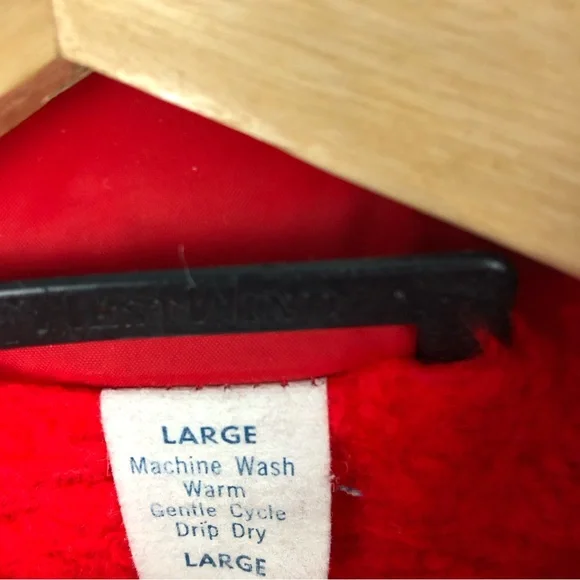 LARGE
Machine Wash
Warm
Gentle Cycle
Drip Dry
LARGE